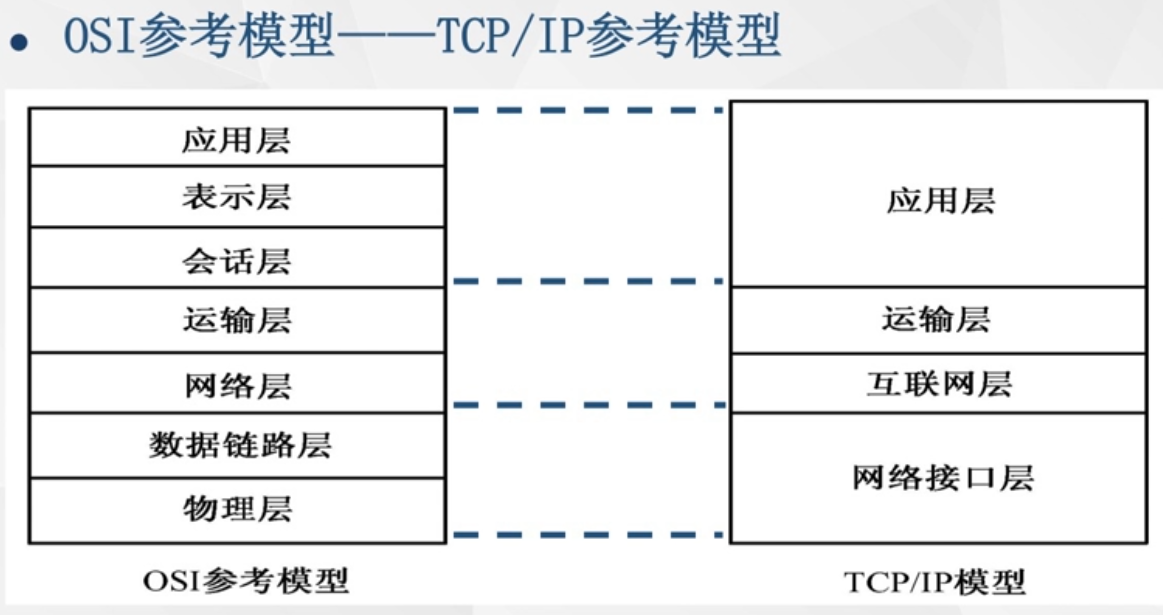 • OSI参考模型——TCP/IP参考模型
应用层
表示层
会话层
运输层
网络层
数据链路层
物理层
OSI参考模型
应用层
运输层
互联网层
网络接口层
TCP/IP模型